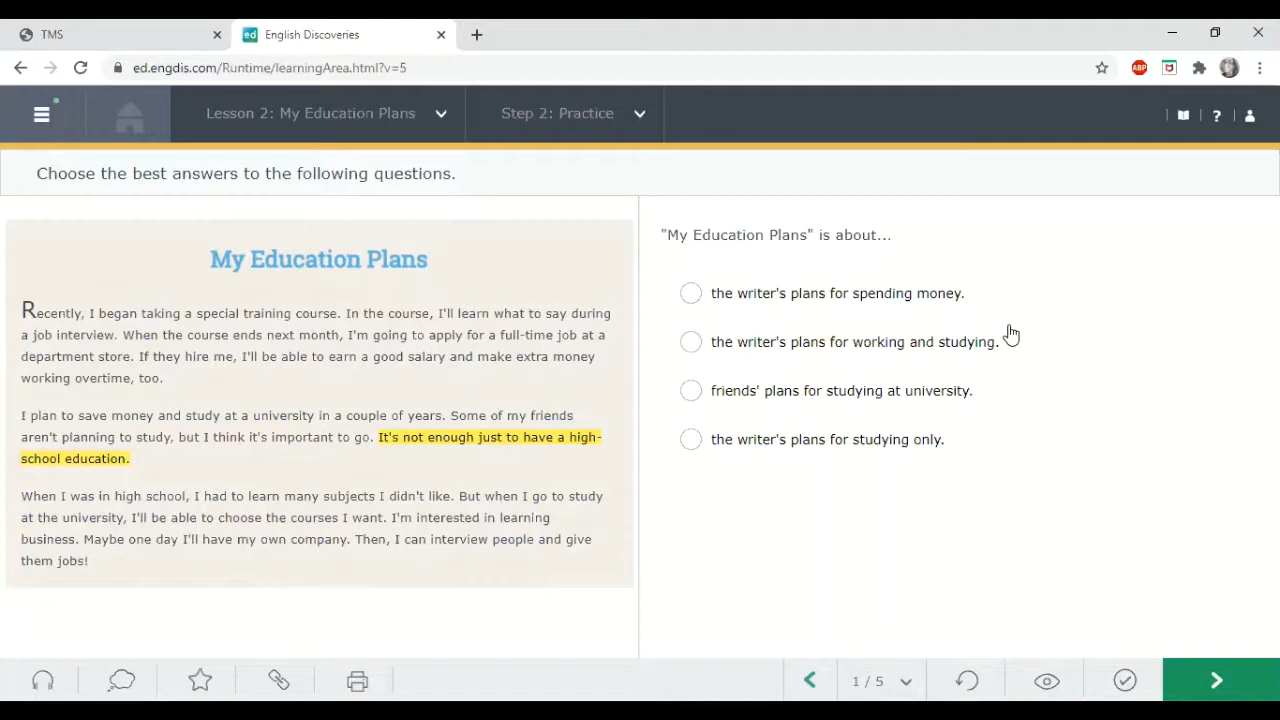 TMS
English Discoveries
ed.engdis.com/Runtime/learningArea.html?v=5
ABP
Lesson 2: My Education Plans
Step 2: Practice
?
Choose the best answers to the following questions.
My Education Plans
Recently, I began taking a special training course. In the course, I'll learn what to say during
a job interview. When the course ends next month, I'm going to apply for a full-time job at a
department store. If they hire me, I'll be able to earn a good salary and make extra money
working overtime, too.
I plan to save money and study at a university in a couple of years. Some of my friends
aren't planning to study, but I think it's important to go. It's not enough just to have a high-
school education.
When I was in high school, I had to learn many subjects I didn't like. But when I go to study
at the university, I'll be able to choose the courses I want. I'm interested in learning
business. Maybe one day I'll have my own company. Then, I can interview people and give
them jobs!
"My Education Plans" is about...
the writer's plans for spending money.
the writer's plans for working and studying.
friends' plans for studying at university.
the writer's plans for studying only.
1 / 5